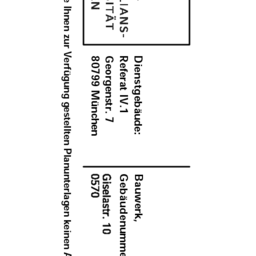 IANS-
ITÄT
N
Dienstgebäude:
Referat IV.1
Georgenstr. 7
80799 München
Bauwerk,
Gebäudenumme
Giselastr. 10
0570
e Ihnen zur Verfügung gestellten Planunterlagen keinen A